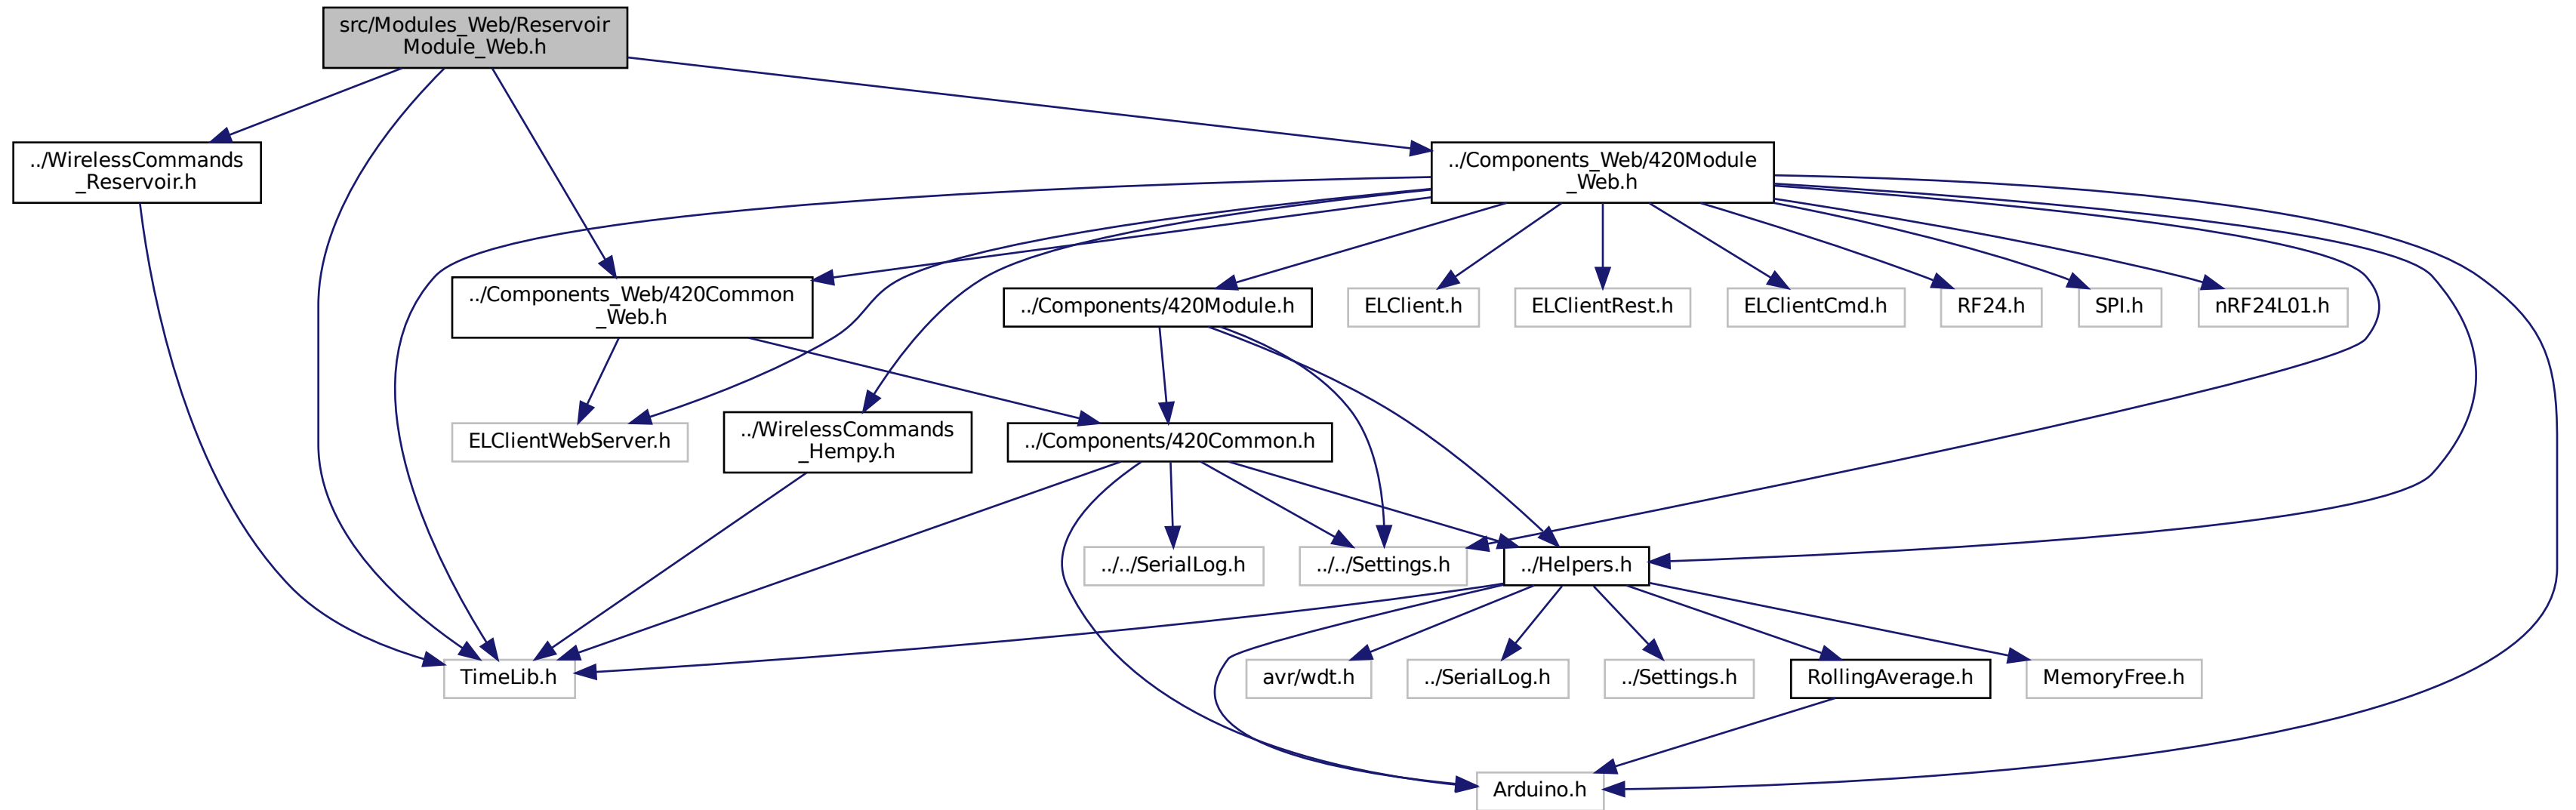 src/Modules_Web/Reservoir
Module_Web.h
../WirelessCommands
_Reservoir.h
../Components_Web/420Module
_Web.h
../Components_Web/420Common
_Web.h
../Components/420Module.h
ELClient.h
ELClientRest.h
ELClientCmd.h
RF24.h
SPI.h
nRF24L01.h
ELClientWebServer.h
../WirelessCommands
_Hempy.h
../Components/420Common.h
../../SerialLog.h
../../Settings.h
../Helpers.h
TimeLib.h
avr/wdt.h
../SerialLog.h
../Settings.h
RollingAverage.h
MemoryFree.h
Arduino.h